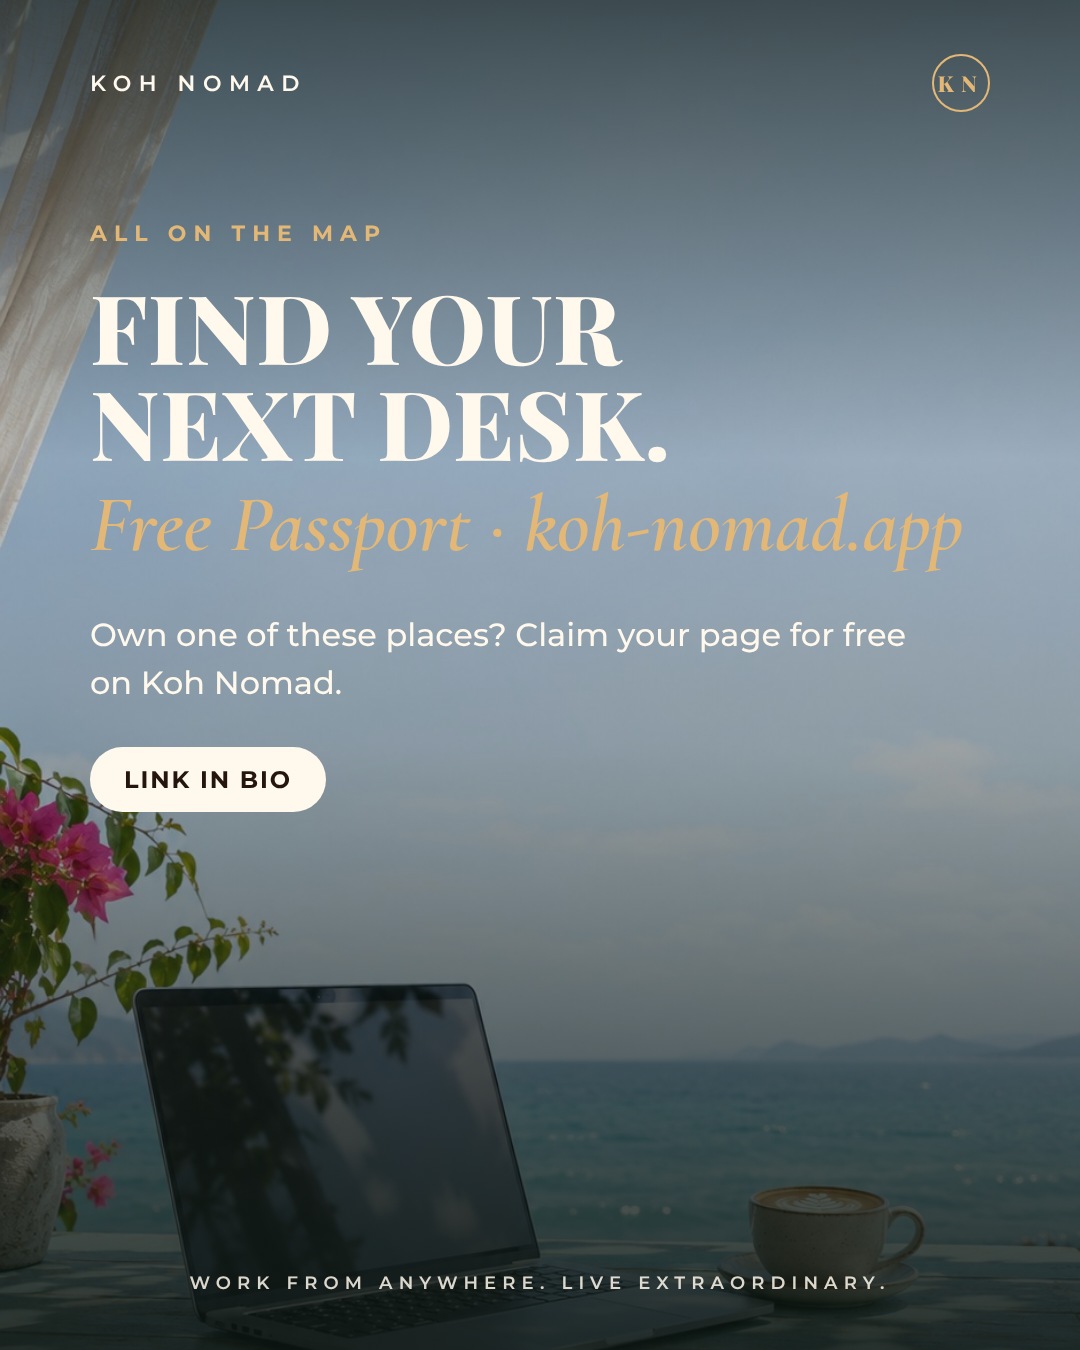 KOH NOMAD
KN
ALL ON THE MAP
FIND YOUR
NEXT DESK.
Free Passport · koh-nomad.app
Own one of these places? Claim your page for free
on Koh Nomad.
LINK IN BIO
WORK FROM ANYWHERE. LIVE EXTRAORDINARY.